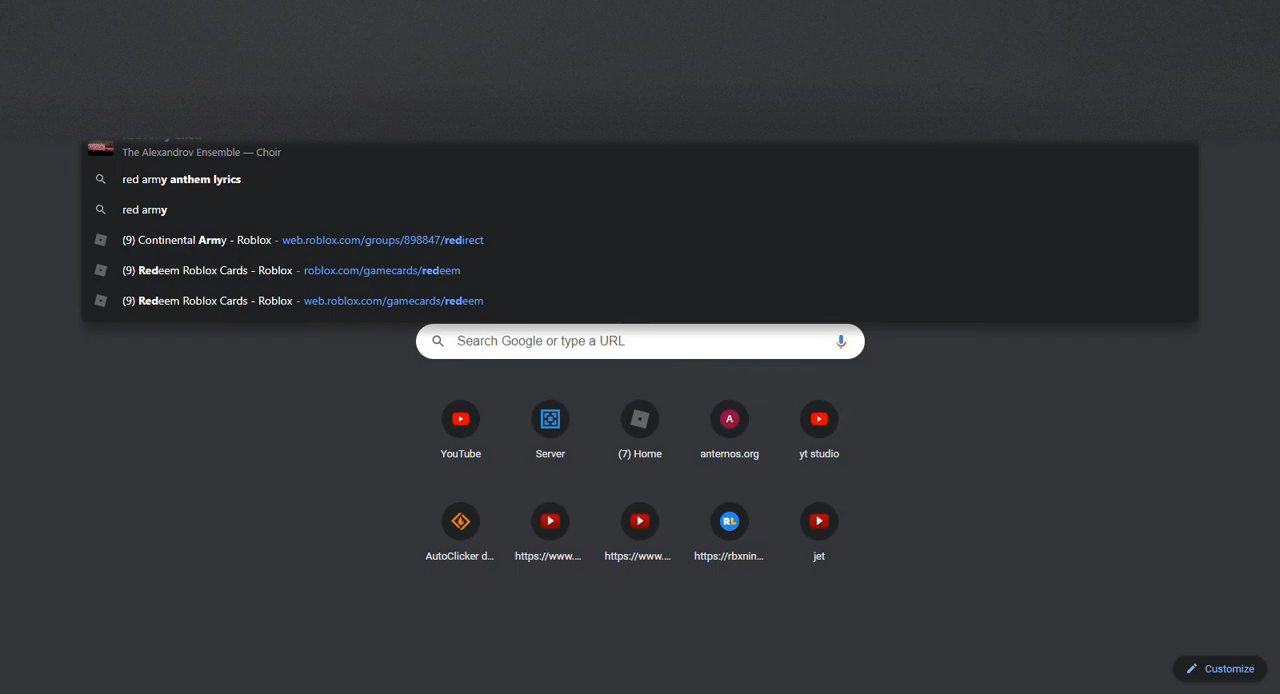 The Alexandrov Ensemble — Choir
red army anthem lyrics
red army
(9) Continental Army - Roblox - web.roblox.com/groups/898847/redirect
(9) Redeem Roblox Cards - Roblox - roblox.com/gamecards/redeem
(9) Redeem Roblox Cards - Roblox - web.roblox.com/gamecards/redeem
Search Google or type a URL
A
YouTube
Server
(7) Home
anternos.org
yt studio
RL
AutoClicker d...
https://www....
https://www....
https://rbxnin...
jet
Customize